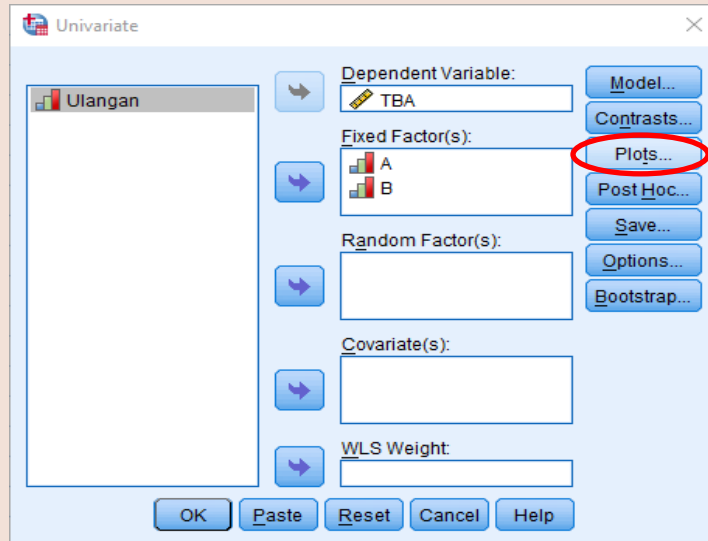 Univariate
Ulangan
Dependent Variable:
TBA
Fixed Factor(s):
A
B
Random Factor(s):
Covariate(s):
WLS Weight:
Model...
Contrasts...
Plots...
Post Hoc...
Save...
Options...
Bootstrap...
OK Paste Reset Cancel Help